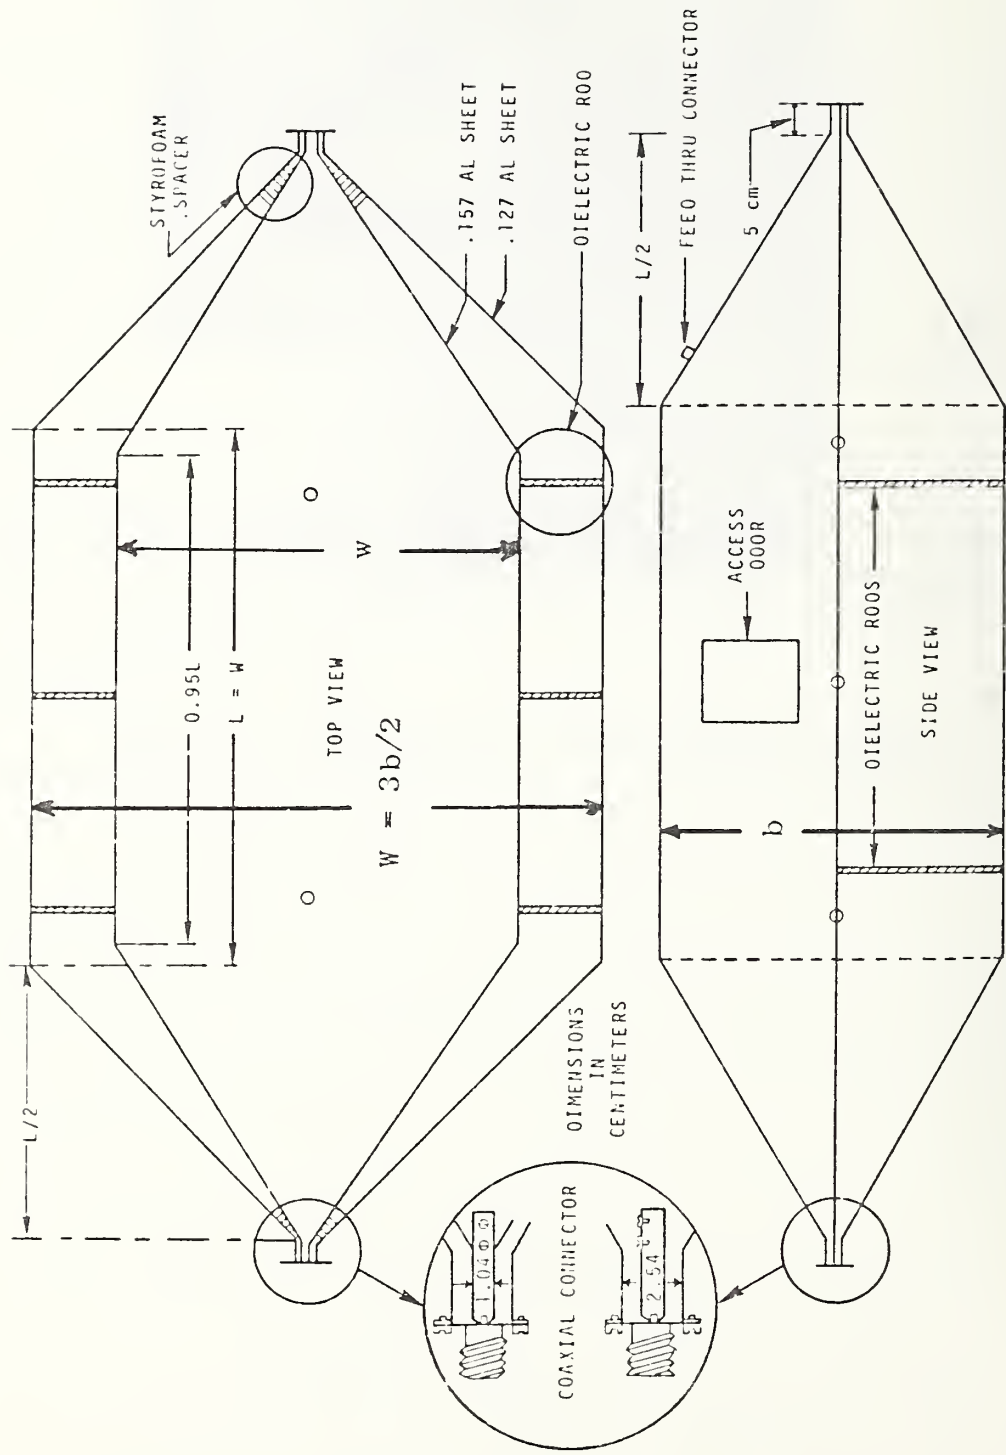 L/2
STYROFOAM
.SPACER
0.95L
L = W
w
TOP VIEW
W = 3b/2
.157 AL SHEET
.127 AL SHEET
OIELECTRIC ROO
OIMENSIONS
IN
CENTIMETERS
1.04
COAXIAL CONNECTOR
2.54
L/2
FEEO THRU CONNECTOR
5 cm
ACCESS
OOOR
b
OIELECTRIC ROOS
SIDE VIEW